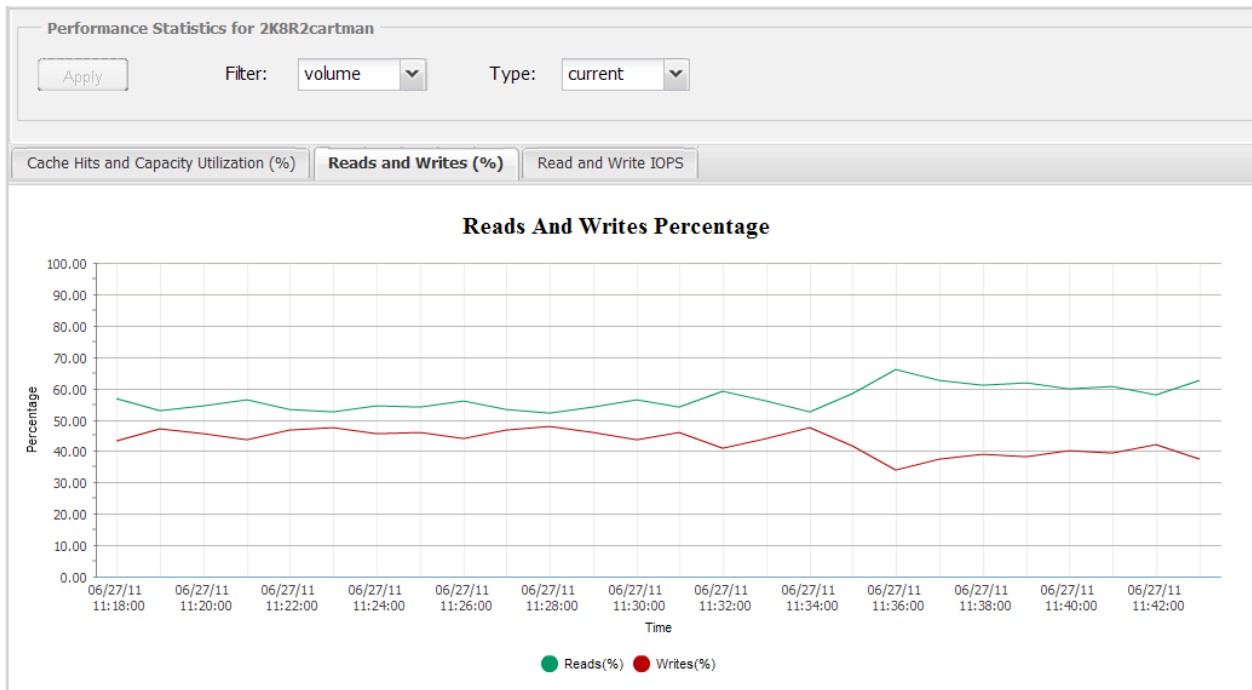 Performance Statistics for 2K8R2cartman
Apply Filter: volume Type: current
Cache Hits and Capacity Utilization (%) Reads and Writes (%) Read and Write IOPS
Reads And Writes Percentage
100.00
90.00
80.00
70.00
60.00
50.00
40.00
30.00
20.00
10.00
0.00
Percentage
06/27/11 06/27/11 06/27/11 06/27/11 06/27/11 06/27/11 06/27/11 06/27/11 06/27/11 06/27/11 06/27/11 06/27/11 06/27/11
11:18:00 11:20:00 11:22:00 11:24:00 11:26:00 11:28:00 11:30:00 11:32:00 11:34:00 11:36:00 11:38:00 11:40:00 11:42:00
Time
Reads(%) Writes(%)